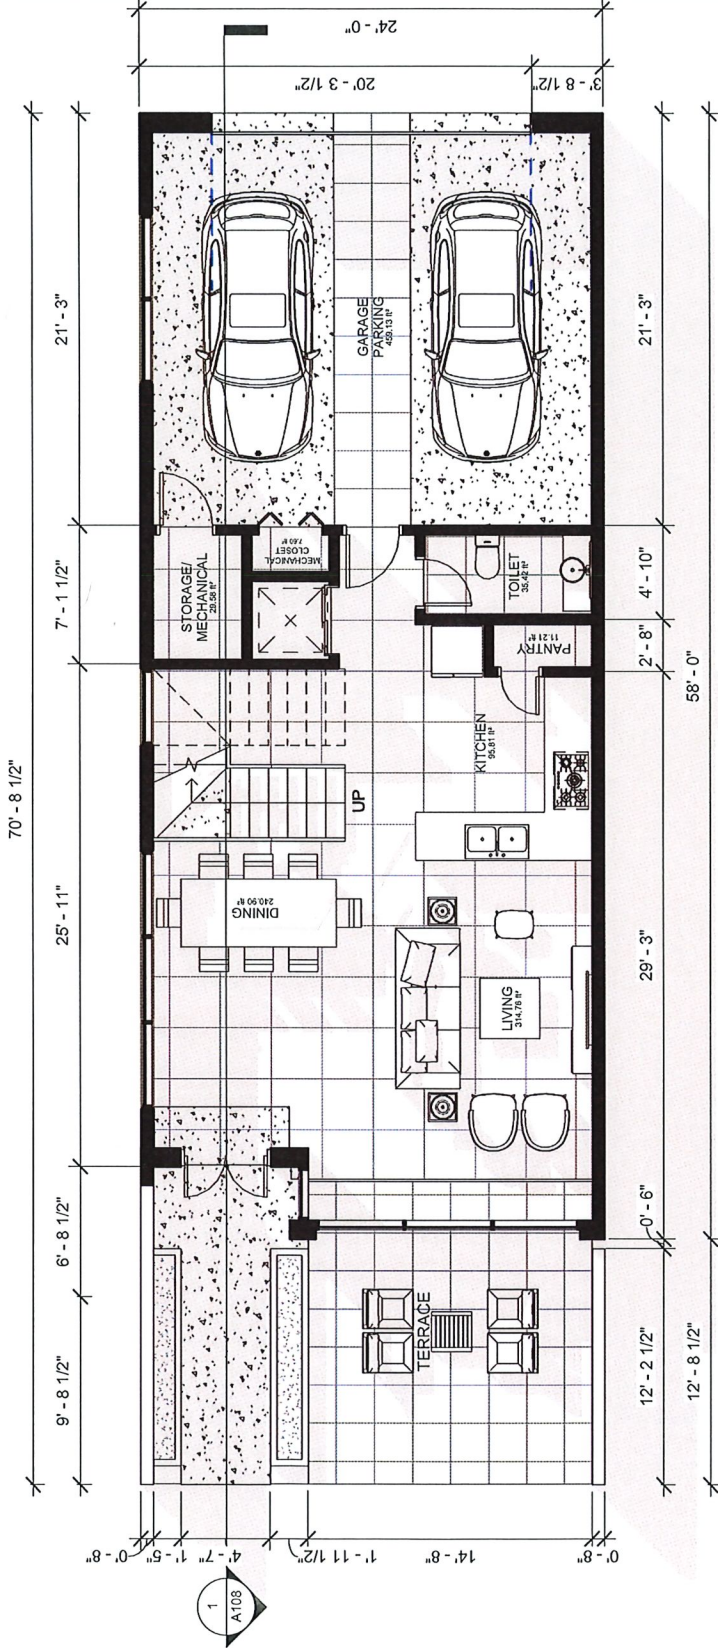 24' - 0"
20' - 3 1/2"
3' - 8 1/2"
70' - 8 1/2"
21' - 3"
7' - 1 1/2"
25' - 11"
6' - 8 1/2"
9' - 8 1/2"
GARAGE
PARKING
459.13 ft²
STORAGE/
MECHANICAL
29.58 ft²
MECHANICAL
CLOSET
7.60 ft²
TOILET
35.42 ft²
PANTRY
11.21 ft²
KITCHEN
95.81 ft²
UP
DINING
240.90 ft²
LIVING
314.76 ft²
TERRACE
21' - 3"
4' - 10"
2' - 8"
29' - 3"
0' - 6"
12' - 2 1/2"
58' - 0"
12' - 8 1/2"
0' - 8"
1' - 5"
4' - 7"
1' - 11 1/2"
14' - 8"
0' - 8"
1
A108